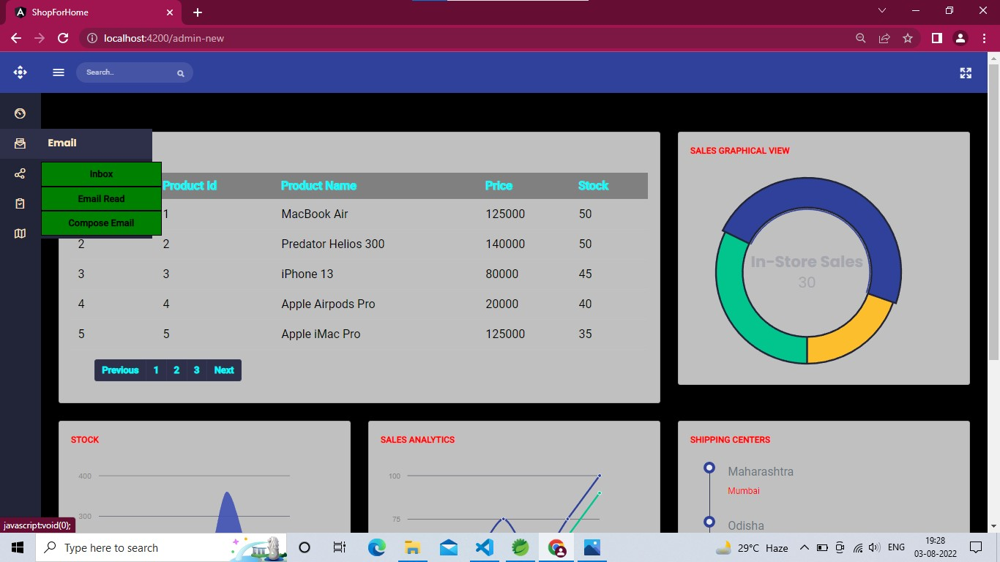 ShopForHome
localhost:4200/admin-new
Search..
Email
Inbox
Email Read
Compose Email
Product Id Product Name Price Stock
1 MacBook Air 125000 50
2 2 Predator Helios 300 140000 50
3 3 iPhone 13 80000 45
4 4 Apple Airpods Pro 20000 40
5 5 Apple iMac Pro 125000 35
Previous 1 2 3 Next
SALES GRAPHICAL VIEW
In-Store Sales
30
STOCK
400
300
SALES ANALYTICS
100
75
SHIPPING CENTERS
Maharashtra
Mumbai
Odisha
javascript:void(0);
Type here to search
29°C Haze
ENG
19:28
03-08-2022